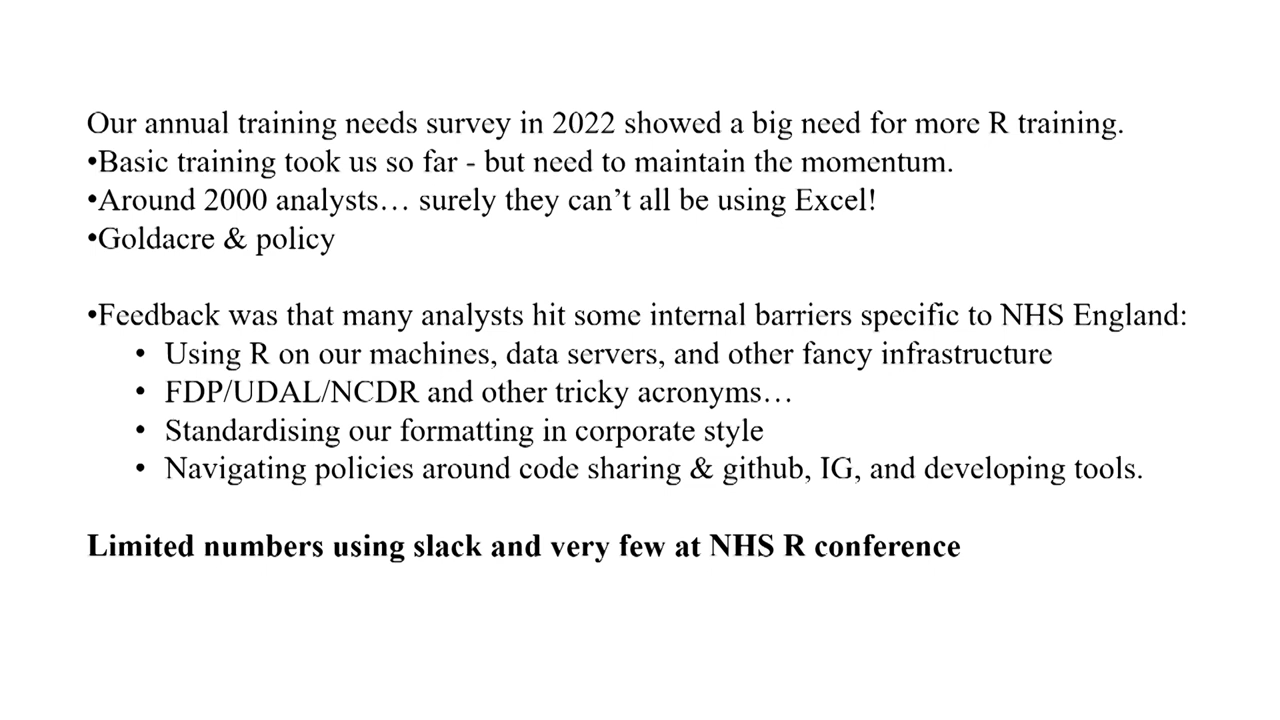 Our annual training needs survey in 2022 showed a big need for more R training.
•Basic training took us so far - but need to maintain the momentum.
•Around 2000 analysts… surely they can’t all be using Excel!
•Goldacre & policy
•Feedback was that many analysts hit some internal barriers specific to NHS England:
• Using R on our machines, data servers, and other fancy infrastructure
• FDP/UDAL/NCDR and other tricky acronyms…
• Standardising our formatting in corporate style
• Navigating policies around code sharing & github, IG, and developing tools.
Limited numbers using slack and very few at NHS R conference